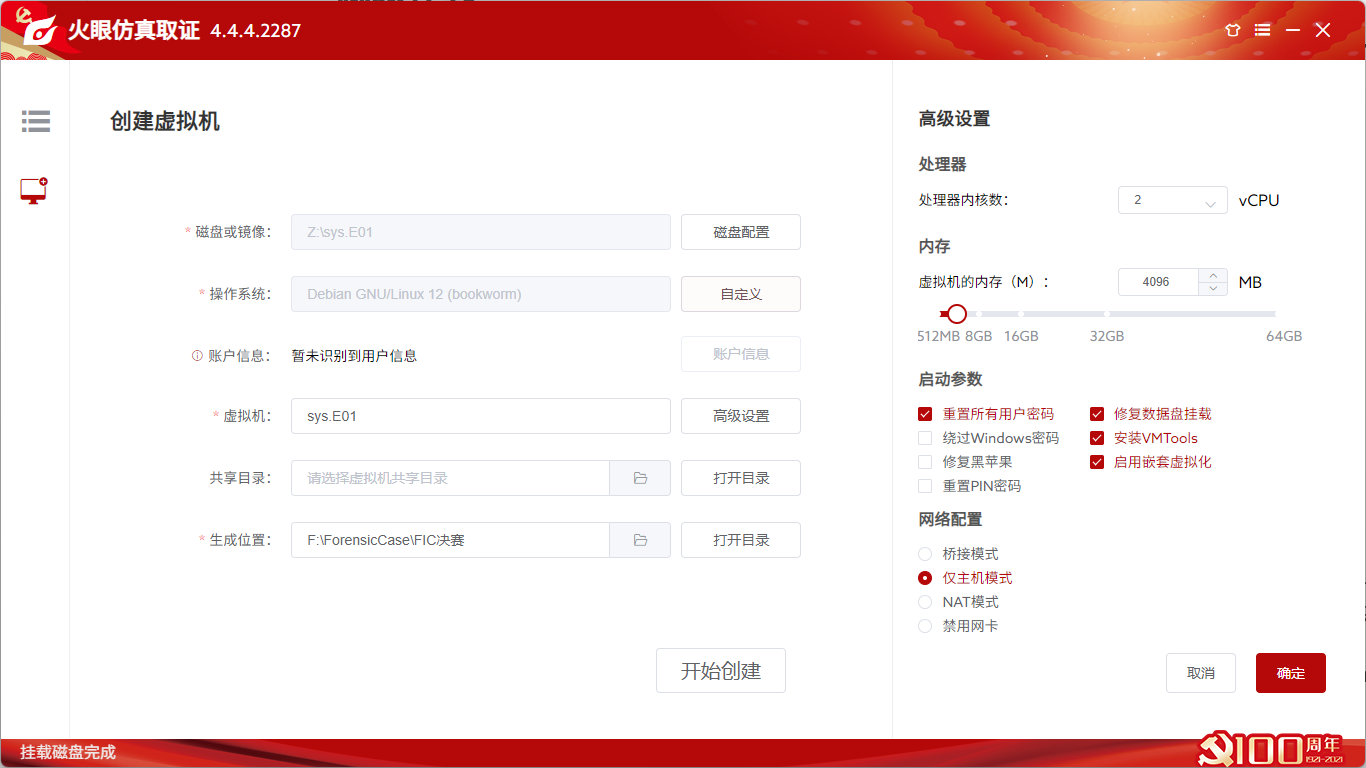 火眼仿真取证 4.4.4.2287
创建虚拟机
* 磁盘或镜像： Z:\sys.E01 磁盘配置
* 操作系统： Debian GNU/Linux 12 (bookworm) 自定义
账户信息： 暂未识别到用户信息 账户信息
* 虚拟机： sys.E01 高级设置
共享目录： 请选择虚拟机共享目录 打开目录
* 生成位置： F:\ForensicCase\FIC决赛 打开目录
开始创建
高级设置
处理器
处理器内核数： 2 vCPU
内存
虚拟机的内存（M）： 4096 MB
512MB 8GB 16GB 32GB 64GB
启动参数
重置所有用户密码 修复数据盘挂载
绕过Windows密码 安装VMTools
修复黑苹果 启用嵌套虚拟化
重置PIN密码
网络配置
桥接模式
仅主机模式
NAT模式
禁用网卡
取消 确定
挂载磁盘完成
100周年
1921-2021